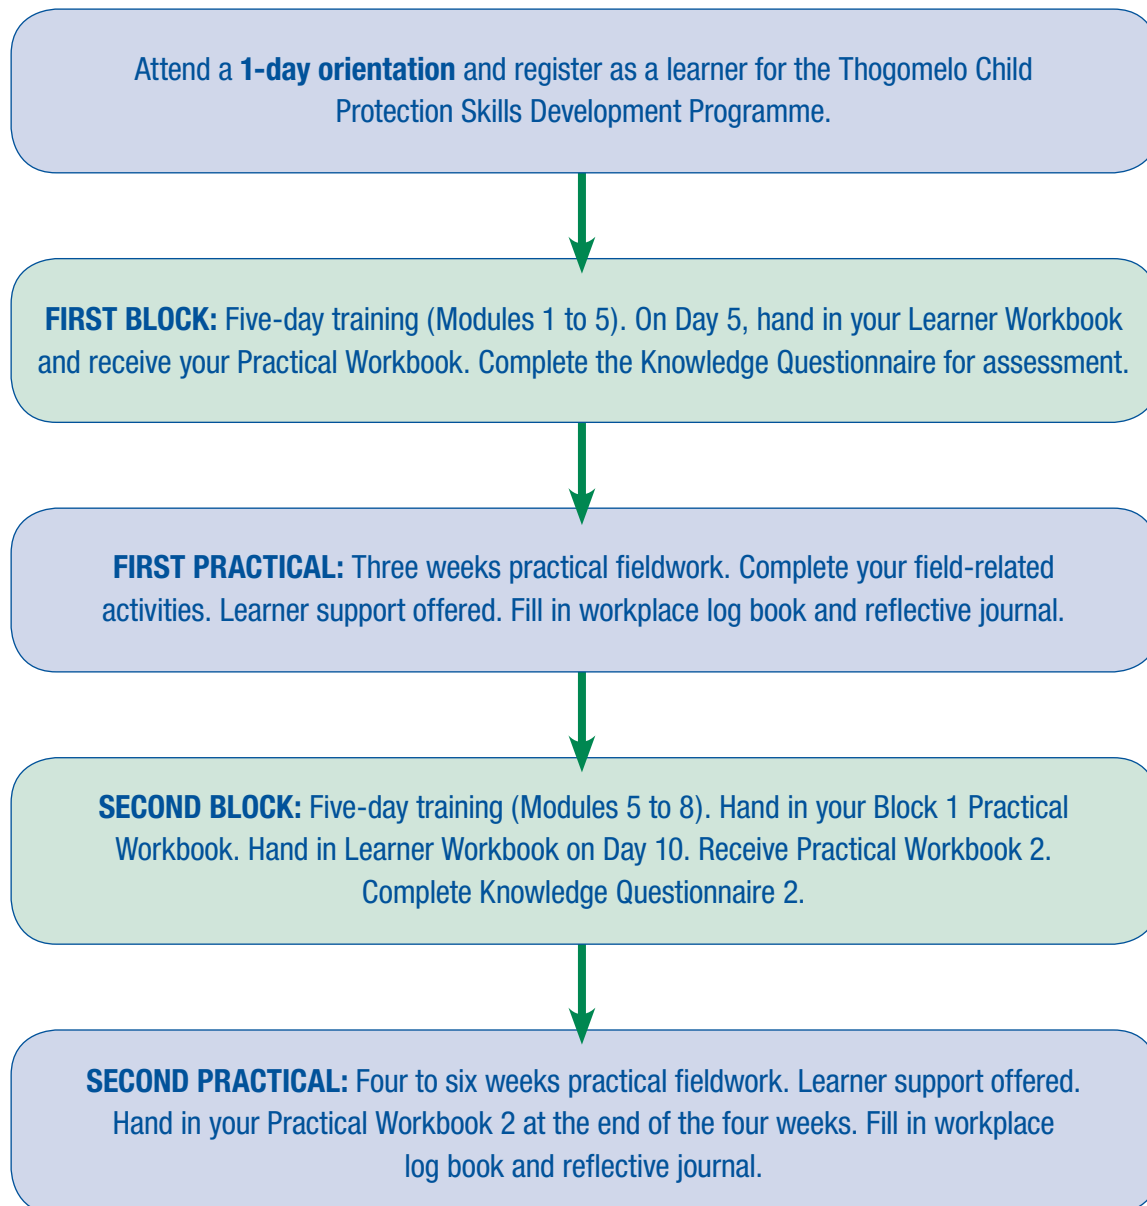 Attend a 1-day orientation and register as a learner for the Thogomelo Child
Protection Skills Development Programme.
FIRST BLOCK: Five-day training (Modules 1 to 5). On Day 5, hand in your Learner Workbook
and receive your Practical Workbook. Complete the Knowledge Questionnaire for assessment.
FIRST PRACTICAL: Three weeks practical fieldwork. Complete your field-related
activities. Learner support offered. Fill in workplace log book and reflective journal.
SECOND BLOCK: Five-day training (Modules 5 to 8). Hand in your Block 1 Practical
Workbook. Hand in Learner Workbook on Day 10. Receive Practical Workbook 2.
Complete Knowledge Questionnaire 2.
SECOND PRACTICAL: Four to six weeks practical fieldwork. Learner support offered.
Hand in your Practical Workbook 2 at the end of the four weeks. Fill in workplace
log book and reflective journal.